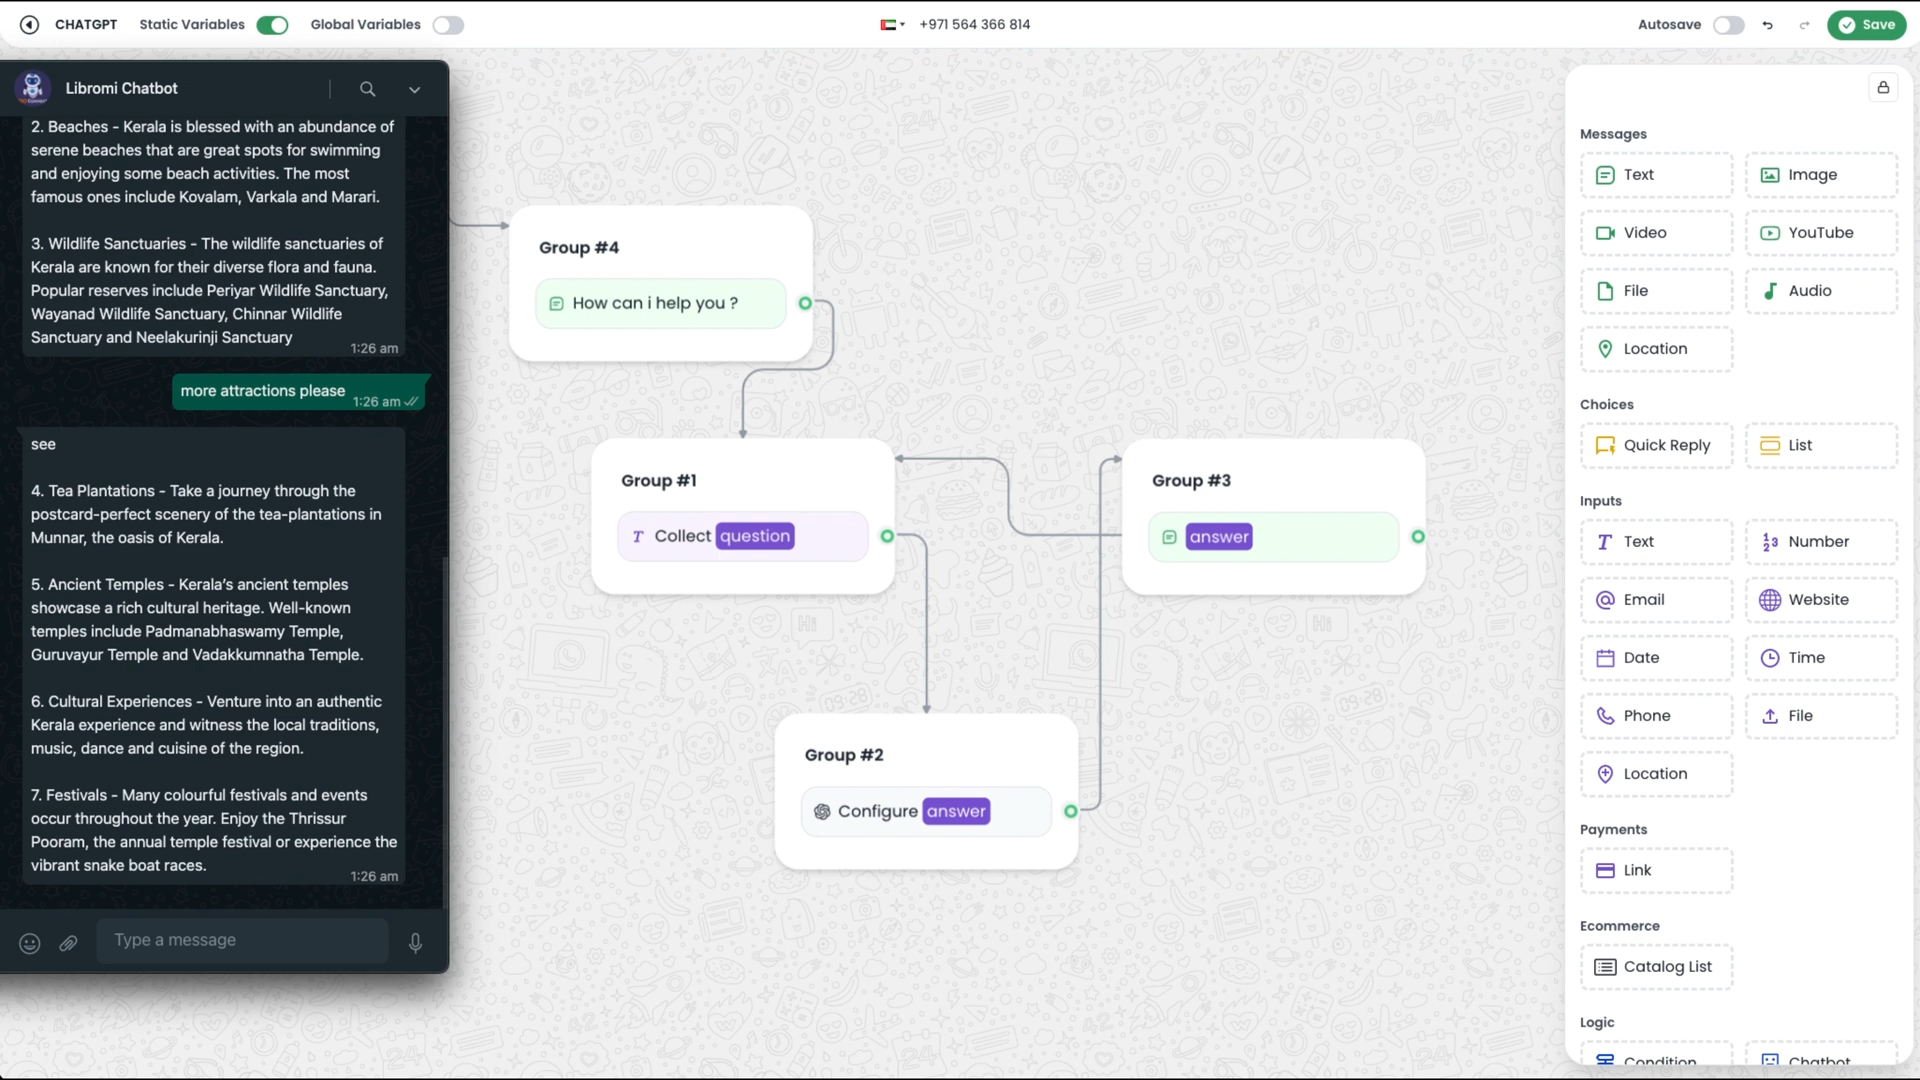 CHATGPT
Static Variables
Global Variables
+971 564 366 814
Autosave
Save
Libromi Chatbot
2. Beaches - Kerala is blessed with an abundance of
serene beaches that are great spots for swimming
and enjoying some beach activities. The most
famous ones include Kovalam, Varkala and Marari.
3. Wildlife Sanctuaries - The wildlife sanctuaries of
Kerala are known for their diverse flora and fauna.
Popular reserves include Periyar Wildlife Sanctuary,
Wayanad Wildlife Sanctuary, Chinnar Wildlife
Sanctuary and Neelakurinji Sanctuary
1:26 am
more attractions please
1:26 am
see
4. Tea Plantations - Take a journey through the
postcard-perfect scenery of the tea-plantations in
Munnar, the oasis of Kerala.
5. Ancient Temples - Kerala’s ancient temples
showcase a rich cultural heritage. Well-known
temples include Padmanabhaswamy Temple,
Guruvayur Temple and Vadakkumnatha Temple.
6. Cultural Experiences - Venture into an authentic
Kerala experience and witness the local traditions,
music, dance and cuisine of the region.
7. Festivals - Many colourful festivals and events
occur throughout the year. Enjoy the Thrissur
Pooram, the annual temple festival or experience the
vibrant snake boat races.
1:26 am
Type a message
Group #4
How can i help you ?
Group #1
Collect question
Group #3
answer
Group #2
Configure answer
Messages
Text
Image
Video
YouTube
File
Audio
Location
Choices
Quick Reply
List
Inputs
Text
Number
Email
Website
Date
Time
Phone
File
Location
Payments
Link
Ecommerce
Catalog List
Logic
Condition
Chatbot